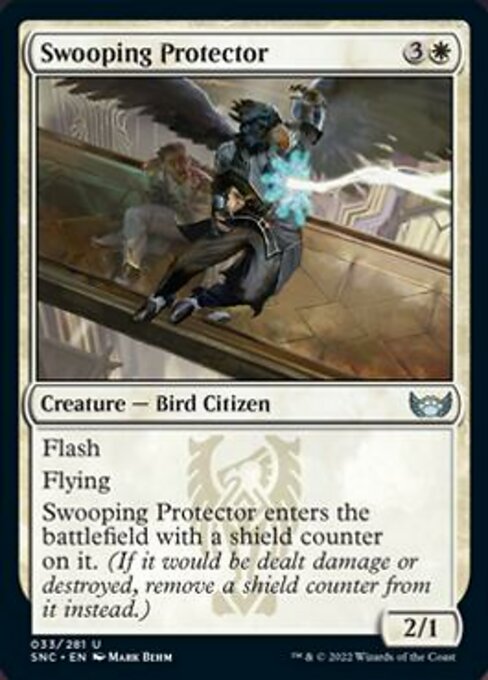 Swooping Protector 3
Creature — Bird Citizen
Flash
Flying
Swooping Protector enters the
battlefield with a shield counter
on it. (If it would be dealt damage or
destroyed, remove a shield counter from
it instead.)
2/1
033/281 U
SNC • EN Mark Behm
™ & © 2022 Wizards of the Coast